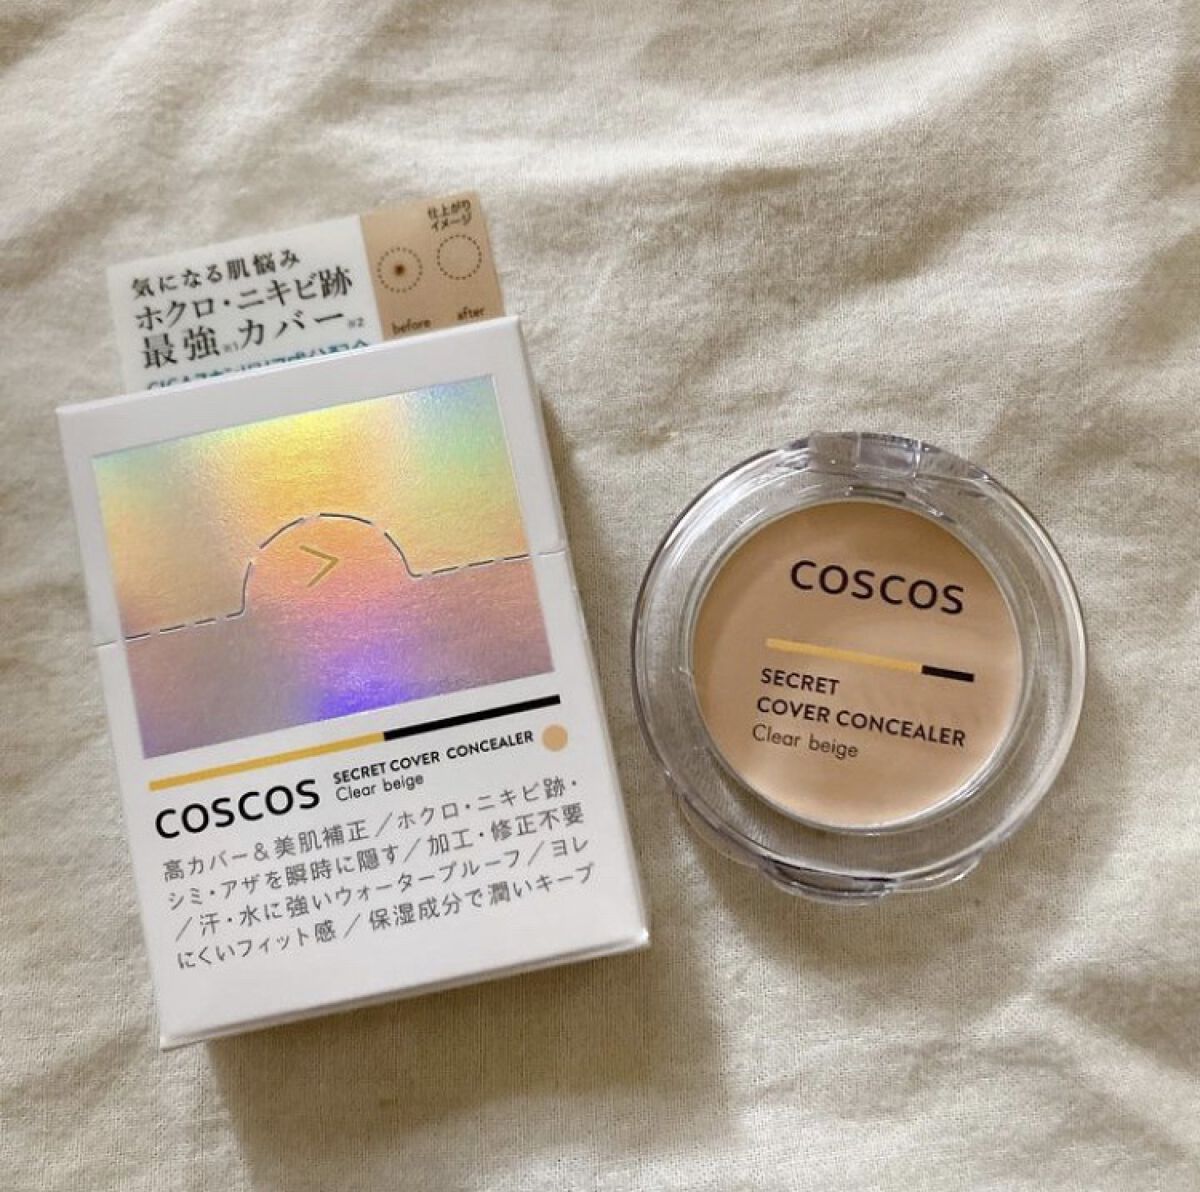 気になる肌悩み
ホクロ・ニキビ跡
最強※1カバー※2
仕上がり
イメージ
before
after
COSCOS
SECRET COVER CONCEALER
Clear beige
高カバー&美肌補正/ホクロ・ニキビ跡・
シミ・アザを瞬時に隠す/加工・修正不要
/汗・水に強いウォータープルーフ/ヨレ
にくいフィット感/保湿成分で潤いキープ
COSCOS
SECRET
COVER CONCEALER
Clear beige